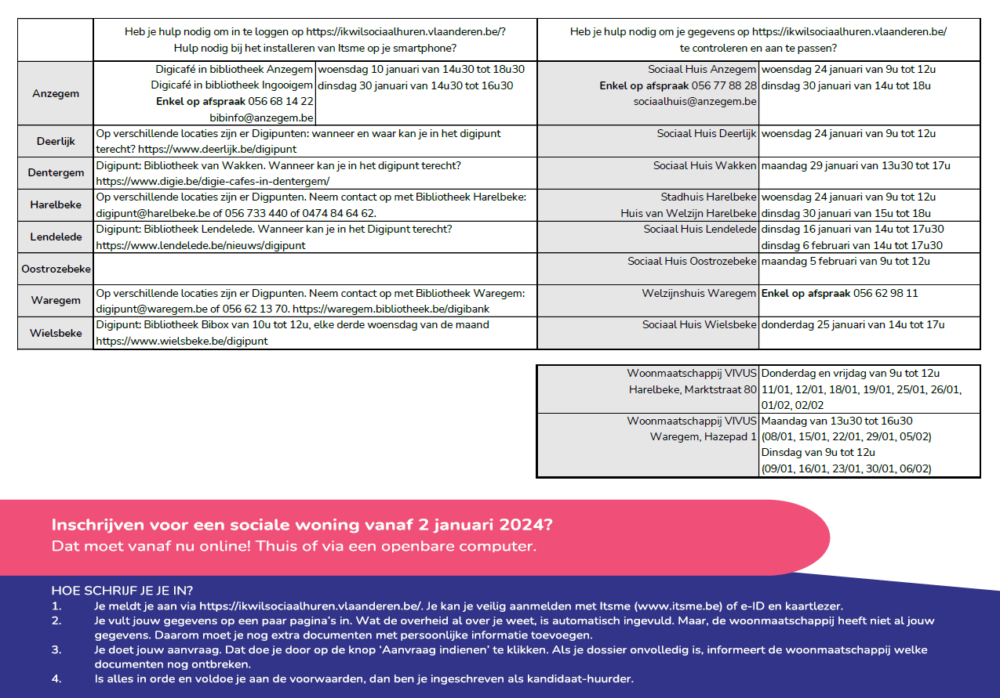 Heb je hulp nodig om in te loggen op https://ikwilsociaalhuren.vlaanderen.be/?
Hulp nodig bij het installeren van Itsme op je smartphone?
Heb je hulp nodig om je gegevens op https://ikwilsociaalhuren.vlaanderen.be/
te controleren en aan te passen?
Anzegem
Digicafé in bibliotheek Anzegem
Digicafé in bibliotheek Ingooigem
Enkel op afspraak 056 68 14 22
bibinfo@anzegem.be
woensdag 10 januari van 14u30 tot 18u30
dinsdag 30 januari van 14u30 tot 16u30
Sociaal Huis Anzegem
Enkel op afspraak 056 77 88 28
sociaalhuis@anzegem.be
woensdag 24 januari van 9u tot 12u
dinsdag 30 januari van 14u tot 18u
Deerlijk
Op verschillende locaties zijn er Digipunten: wanneer en waar kan je in het digipunt
terecht? https://www.deerlijk.be/digipunt
Sociaal Huis Deerlijk
woensdag 24 januari van 9u tot 12u
Dentergem
Digipunt: Bibliotheek van Wakken. Wanneer kan je in het digipunt terecht?
https://www.digie.be/digie-cafes-in-dentergem/
Sociaal Huis Wakken
maandag 29 januari van 13u30 tot 17u
Harelbeke
Op verschillende locaties zijn er Digpunten. Neem contact op met Bibliotheek Harelbeke:
digipunt@harelbeke.be of 056 733 440 of 0474 84 64 62.
Stadhuis Harelbeke
Huis van Welzijn Harelbeke
woensdag 24 januari van 9u tot 12u
dinsdag 30 januari van 15u tot 18u
Lendelede
Digipunt: Bibliotheek Lendelede. Wanneer kan je in het Digipunt terecht?
https://www.lendelede.be/nieuws/digipunt
Sociaal Huis Lendelede
dinsdag 16 januari van 14u tot 17u30
dinsdag 6 februari van 14u tot 17u30
Oostrozebeke
Sociaal Huis Oostrozebeke
maandag 5 februari van 9u tot 12u
Waregem
Op verschillende locaties zijn er Digpunten. Neem contact op met Bibliotheek Waregem:
digipunt@waregem.be of 056 62 13 70. https://waregem.bibliotheek.be/digibank
Welzijnshuis Waregem
Enkel op afspraak 056 62 98 11
Wielsbeke
Digipunt: Bibliotheek Bibox van 10u tot 12u, elke derde woensdag van de maand
https://www.wielsbeke.be/digipunt
Sociaal Huis Wielsbeke
donderdag 25 januari van 14u tot 17u
Woonmaatschappij VIVUS
Harelbeke, Marktstraat 80
Donderdag en vrijdag van 9u tot 12u
11/01, 12/01, 18/01, 19/01, 25/01, 26/01,
01/02, 02/02
Woonmaatschappij VIVUS
Waregem, Hazepad 1
Maandag van 13u30 tot 16u30
(08/01, 15/01, 22/01, 29/01, 05/02)
Dinsdag van 9u tot 12u
(09/01, 16/01, 23/01, 30/01, 06/02)
Inschrijven voor een sociale woning vanaf 2 januari 2024?
Dat moet vanaf nu online! Thuis of via een openbare computer.
HOE SCHRIJF JE JE IN?
1. Je meldt je aan via https://ikwilsociaalhuren.vlaanderen.be/. Je kan je veilig aanmelden met Itsme (www.itsme.be) of e-ID en kaartlezer.
2. Je vult jouw gegevens op een paar pagina's in. Wat de overheid al over je weet, is automatisch ingevuld. Maar, de woonmaatschappij heeft niet al jouw
gegevens. Daarom moet je nog extra documenten met persoonlijke informatie toevoegen.
3. Je doet jouw aanvraag. Dat doe je door op de knop 'Aanvraag indienen' te klikken. Als je dossier onvolledig is, informeert de woonmaatschappij welke
documenten nog ontbreken.
4. Is alles in orde en voldoe je aan de voorwaarden, dan ben je ingeschreven als kandidaat-huurder.